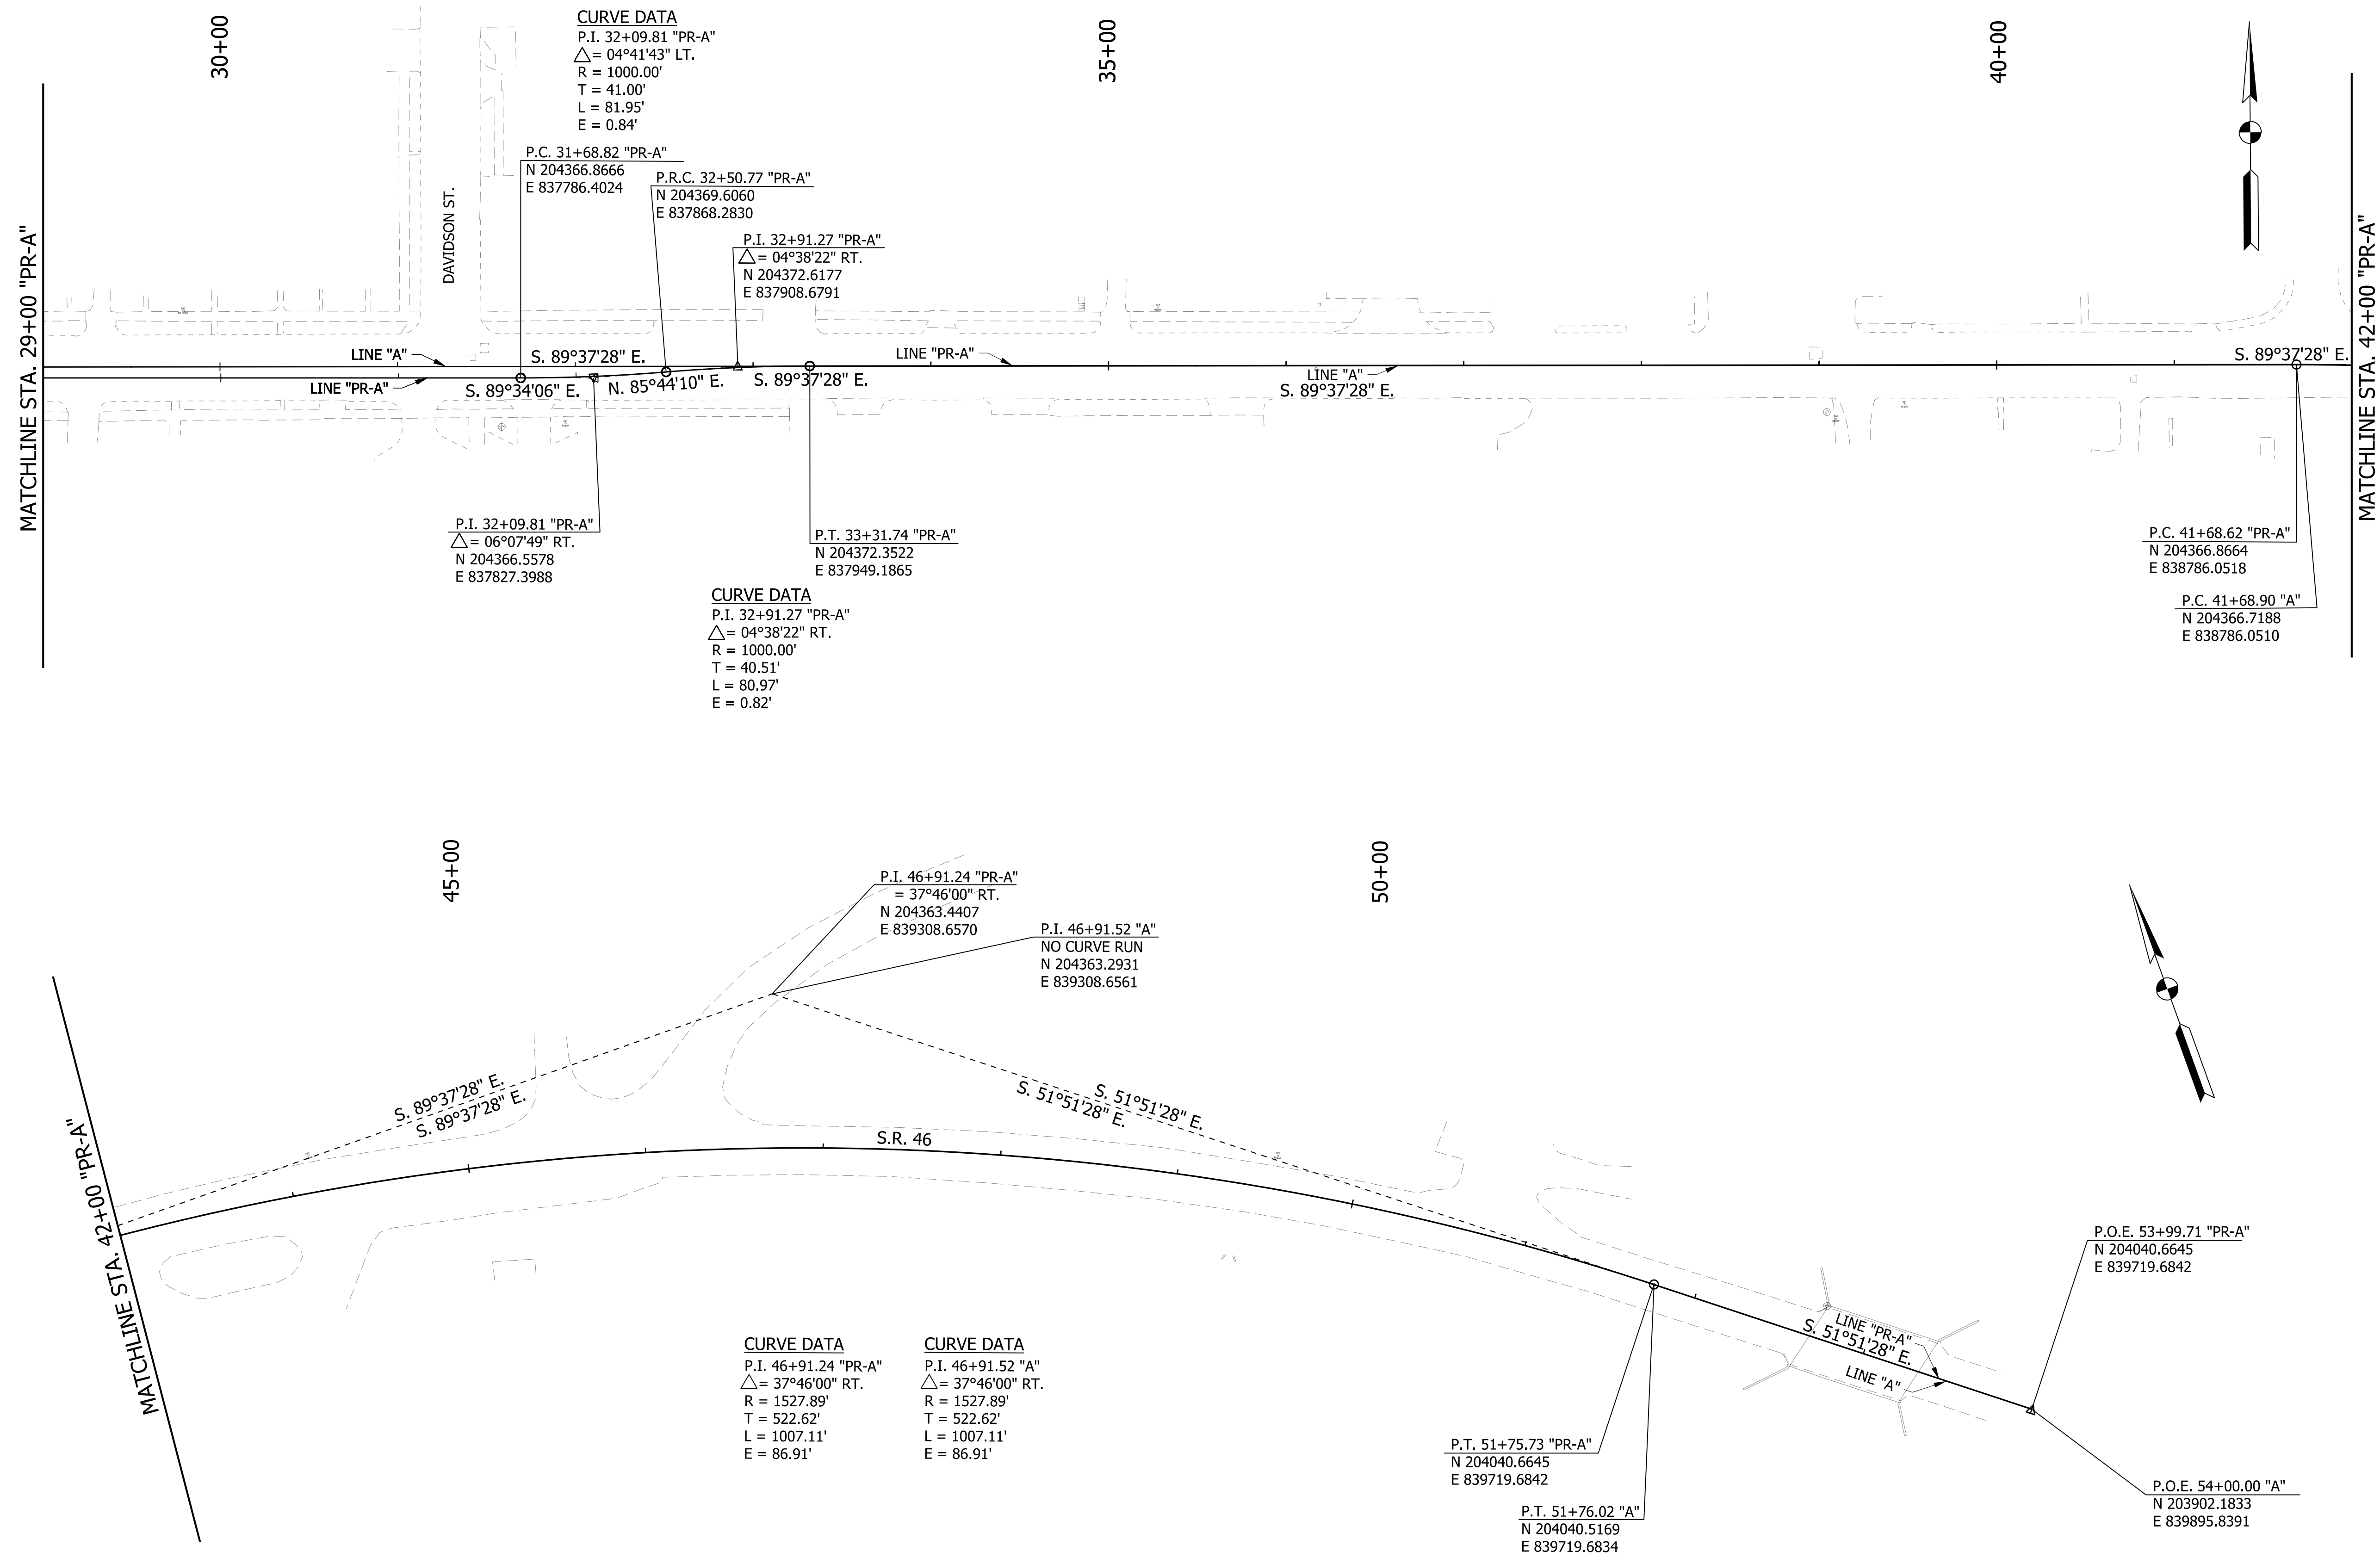 30+00
35+00
40+00
CURVE DATA
P.I. 32+09.81 "PR-A"
△= 04°41'43" LT.
R = 1000.00'
T = 41.00'
L = 81.95'
E = 0.84'
P.C. 31+68.82 "PR-A"
N 204366.8666
E 837786.4024
P.R.C. 32+50.77 "PR-A"
N 204369.6060
E 837868.2830
P.I. 32+91.27 "PR-A"
△= 04°38'22" RT.
N 204372.6177
E 837908.6791
DAVIDSON ST.
MATCHLINE STA. 29+00 "PR-A"
MATCHLINE STA. 42+00 "PR-A"
LINE "A"
S. 89°37'28" E.
LINE "PR-A"
S. 89°37'28" E.
LINE "PR-A"
S. 89°34'06" E.
N. 85°44'10" E.
S. 89°37'28" E.
LINE "A"
S. 89°37'28" E.
P.I. 32+09.81 "PR-A"
△= 06°07'49" RT.
N 204366.5578
E 837827.3988
P.T. 33+31.74 "PR-A"
N 204372.3522
E 837949.1865
P.C. 41+68.62 "PR-A"
N 204366.8664
E 838786.0518
P.C. 41+68.90 "A"
N 204366.7188
E 838786.0510
CURVE DATA
P.I. 32+91.27 "PR-A"
△= 04°38'22" RT.
R = 1000.00'
T = 40.51'
L = 80.97'
E = 0.82'
45+00
50+00
P.I. 46+91.24 "PR-A"
= 37°46'00" RT.
N 204363.4407
E 839308.6570
P.I. 46+91.52 "A"
NO CURVE RUN
N 204363.2931
E 839308.6561
S. 89°37'28" E.
S. 89°37'28" E.
S. 51°51'28" E.
S. 51°51'28" E.
S.R. 46
MATCHLINE STA. 42+00 "PR-A"
P.O.E. 53+99.71 "PR-A"
N 204040.6645
E 839719.6842
LINE "PR-A"
S. 51°51'28" E.
LINE "A"
CURVE DATA
P.I. 46+91.24 "PR-A"
△= 37°46'00" RT.
R = 1527.89'
T = 522.62'
L = 1007.11'
E = 86.91'
CURVE DATA
P.I. 46+91.52 "A"
△= 37°46'00" RT.
R = 1527.89'
T = 522.62'
L = 1007.11'
E = 86.91'
P.T. 51+75.73 "PR-A"
N 204040.6645
E 839719.6842
P.T. 51+76.02 "A"
N 204040.5169
E 839719.6834
P.O.E. 54+00.00 "A"
N 203902.1833
E 839895.8391